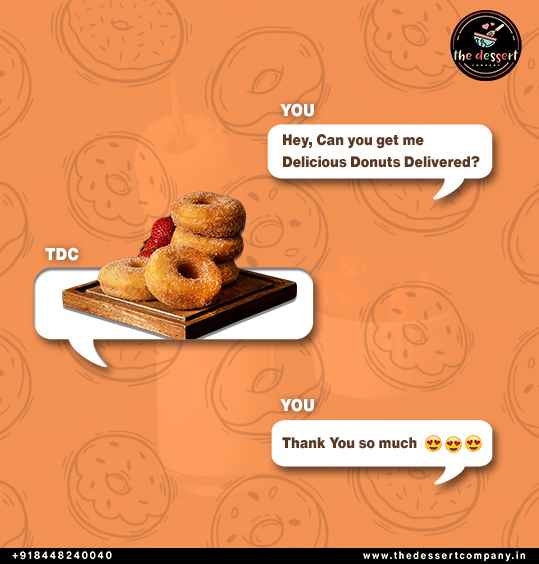 the dessert
COMPANY
YOU
Hey, Can you get me
Delicious Donuts Delivered?
TDC
YOU
Thank You so much 😍😍😍
+918448240040
www.thedessertcompany.in